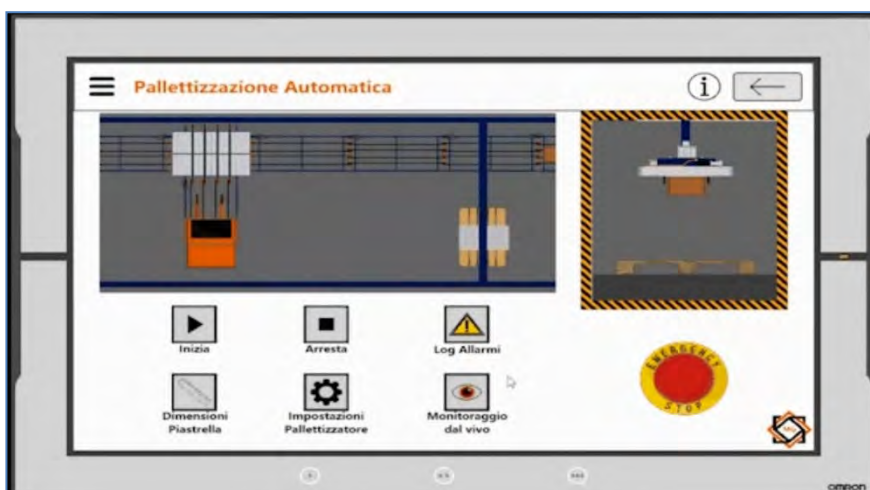 Pallettizzazione Automatica
i
Inizia
Arresta
Log Allarmi
EMERGENCY
STOP
Dimensioni
Piastrella
Impostazioni
Pallettizzatore
Monitoraggio
dal vivo
omron